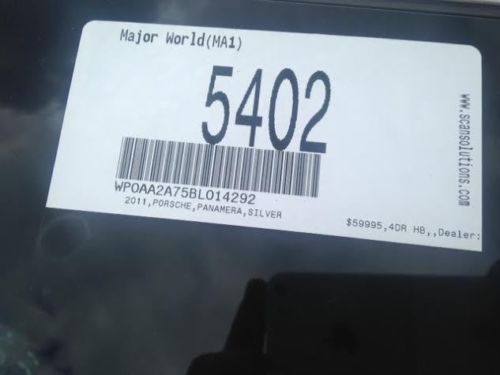 Major World(MA1)
5402
WP0AA2A75BL014292
2011,PORSCHE,PANAMERA,SILVER
$59995,4DR HB,,Dealer:
www.scansolutions.com